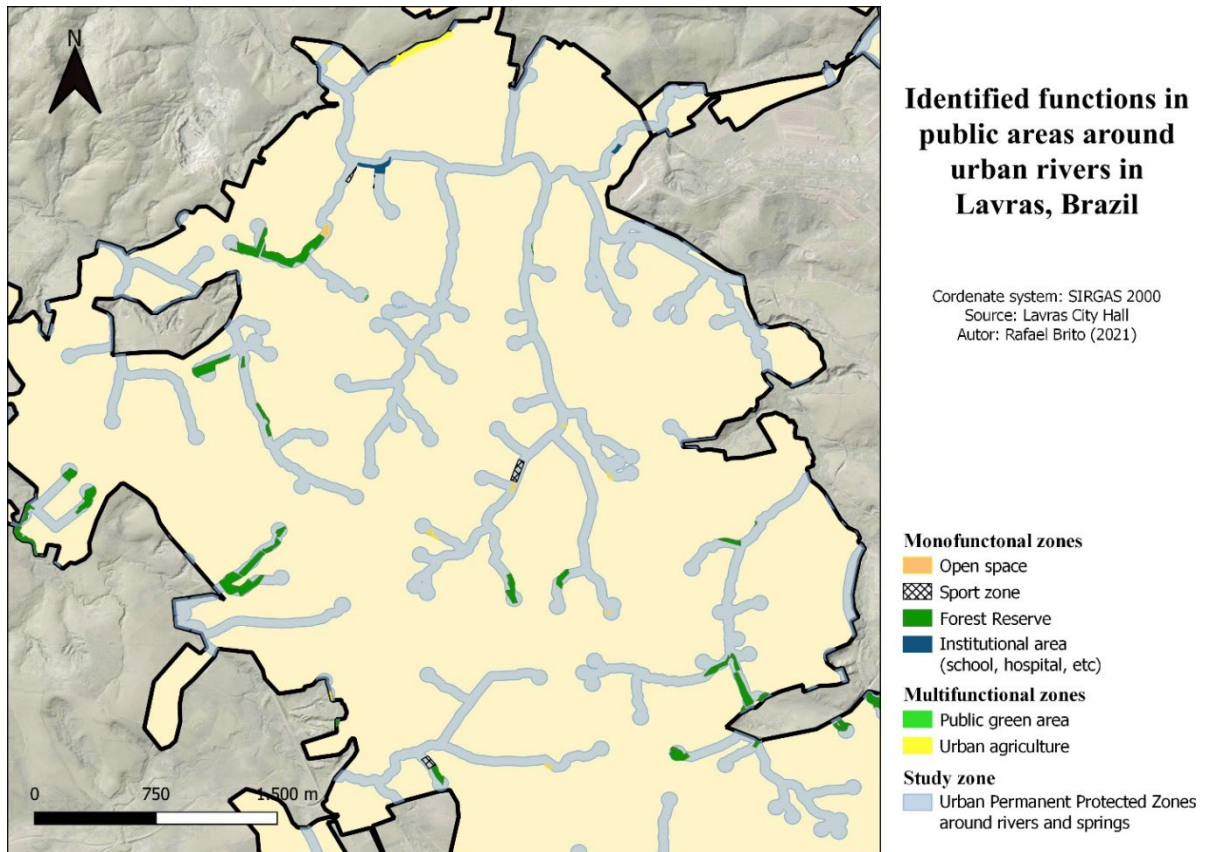 N
Identified functions in
public areas around
urban rivers in
Lavras, Brazil
Cordenate system: SIRGAS 2000
Source: Lavras City Hall
Autor: Rafael Brito (2021)
Monofunctonal zones
Open space
Sport zone
Forest Reserve
Institutional area
(school, hospital, etc)
Multifunctional zones
Public green area
Urban agriculture
Study zone
Urban Permanent Protected Zones
around rivers and springs
0 750 1.500 m